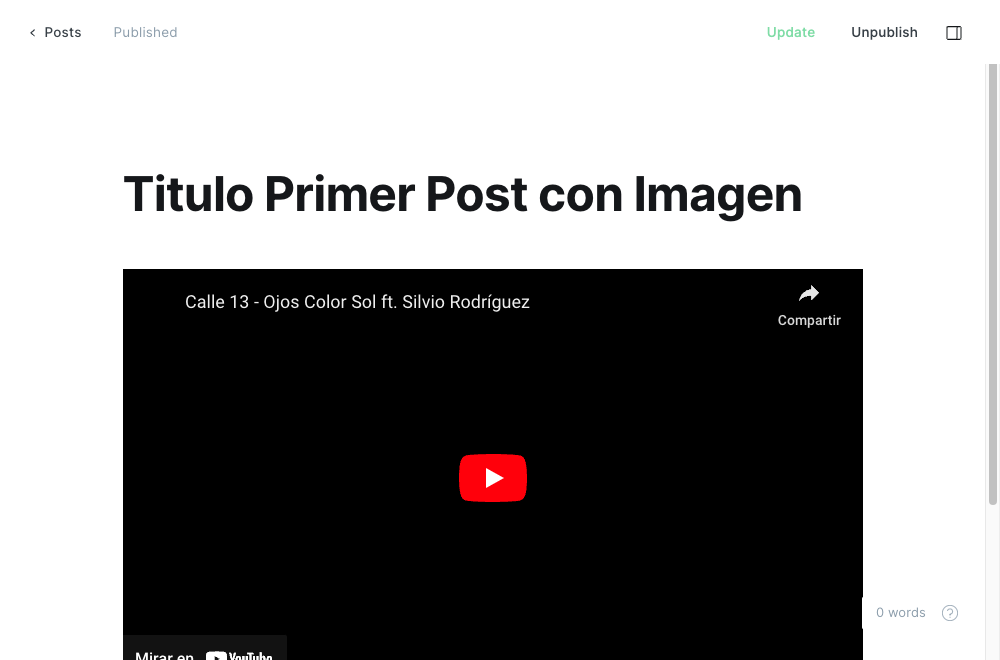 Posts Published Update Unpublish
Titulo Primer Post con Imagen
Calle 13 - Ojos Color Sol ft. Silvio Rodríguez
Compartir
0 words
Mirar en YouTube